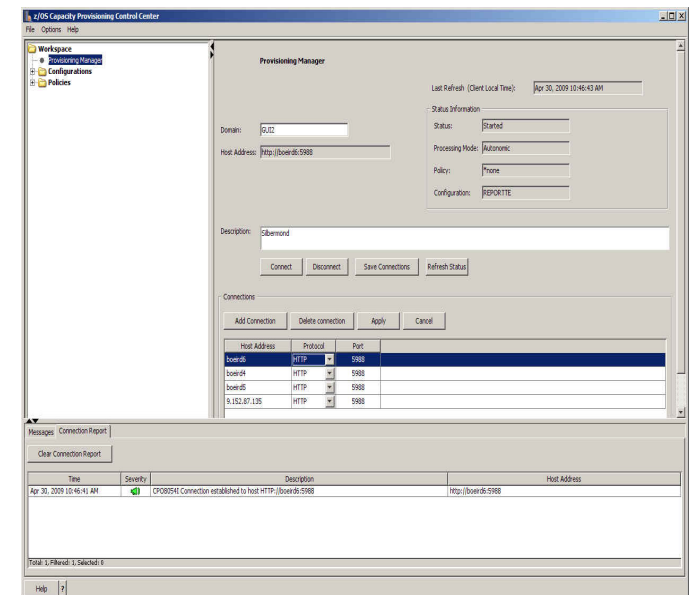 z/OS Capacity Provisioning Control Center
File Options Help
Workspace
Provisioning Manager
Configurations
Policies
Provisioning Manager
Last Refresh (Client Local Time): Apr 30, 2009 10:46:43 AM
Status Information
Domain: GUI2
Status: Started
Host Address: http://boeird6:5988
Processing Mode: Autonomic
Policy: *none
Configuration: REPORTTE
Description: Silbermond
Connect Disconnect Save Connections Refresh Status
Connections
Add Connection Delete connection Apply Cancel
Host Address Protocol Port
boeird6 HTTP 5988
boeird4 HTTP 5988
boeird5 HTTP 5988
9.152.87.135 HTTP 5988
Messages Connection Report
Clear Connection Report
Time Severity Description Host Address
Apr 30, 2009 10:46:41 AM CPO8054I Connection established to host HTTP://boeird6:5988 http://boeird6:5988
Total: 1, Filtered: 1, Selected: 0
Help ?